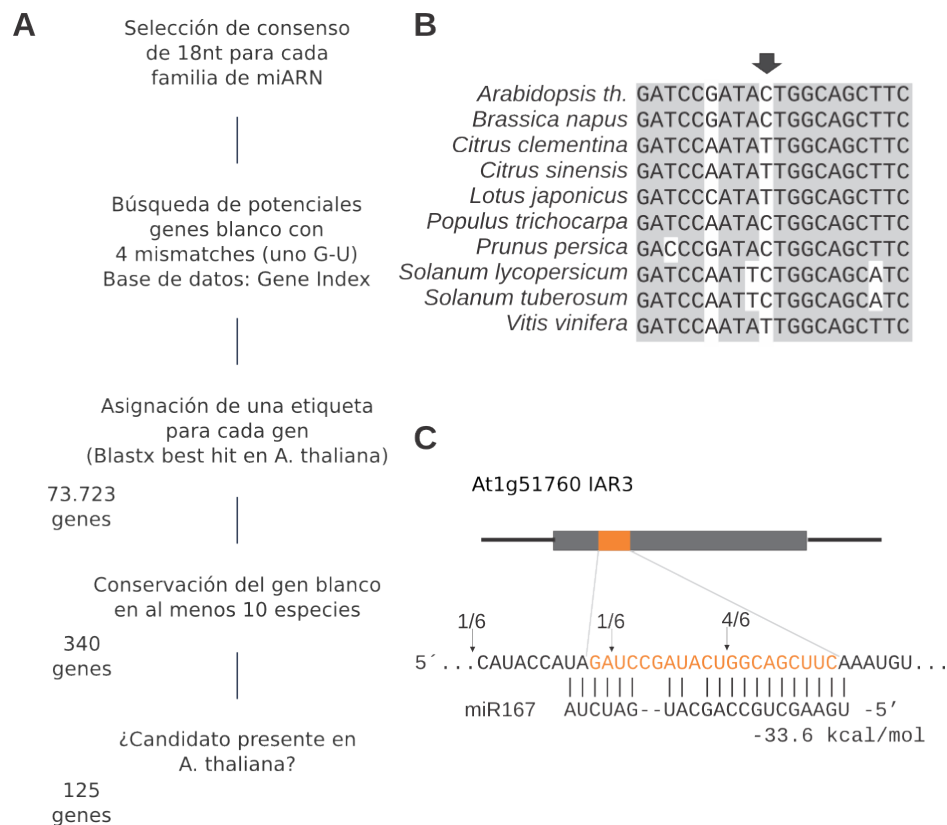 A
Selección de consenso
de 18nt para cada
familia de miARN
Búsqueda de potenciales
genes blanco con
4 mismatches (uno G-U)
Base de datos: Gene Index
Asignación de una etiqueta
para cada gen
(Blastx best hit en A. thaliana)
73.723
genes
Conservación del gen blanco
en al menos 10 especies
340
genes
¿Candidato presente en
A. thaliana?
125
genes
B
Arabidopsis th. GATCCGATACTGGCAGCTTC
Brassica napus GATCCGATACTGGCAGCTTC
Citrus clementina GATCCAATATTGGCAGCTTC
Citrus sinensis GATCCAATATTGGCAGCTTC
Lotus japonicus GATCCCATATTGGCAGCTTC
Populus trichocarpa GATCCAATACTGGCAGCTTC
Prunus persica GACCCGATACTGGCAGCTTC
Solanum lycopersicum GATCCAATTCTGGCAGCATC
Solanum tuberosum GATCCAATTCTGGCAGCATC
Vitis vinifera GATCCAATATTGGCAGCTTC
C
At1g51760 IAR3
1/6 1/6 4/6
5´...CAUACCAUAGAUCCGAUACUGGCAGCUUCAAAUGU...
miR167 AUCUAG--UACGACCGUCGAAGU -5’
-33.6 kcal/mol